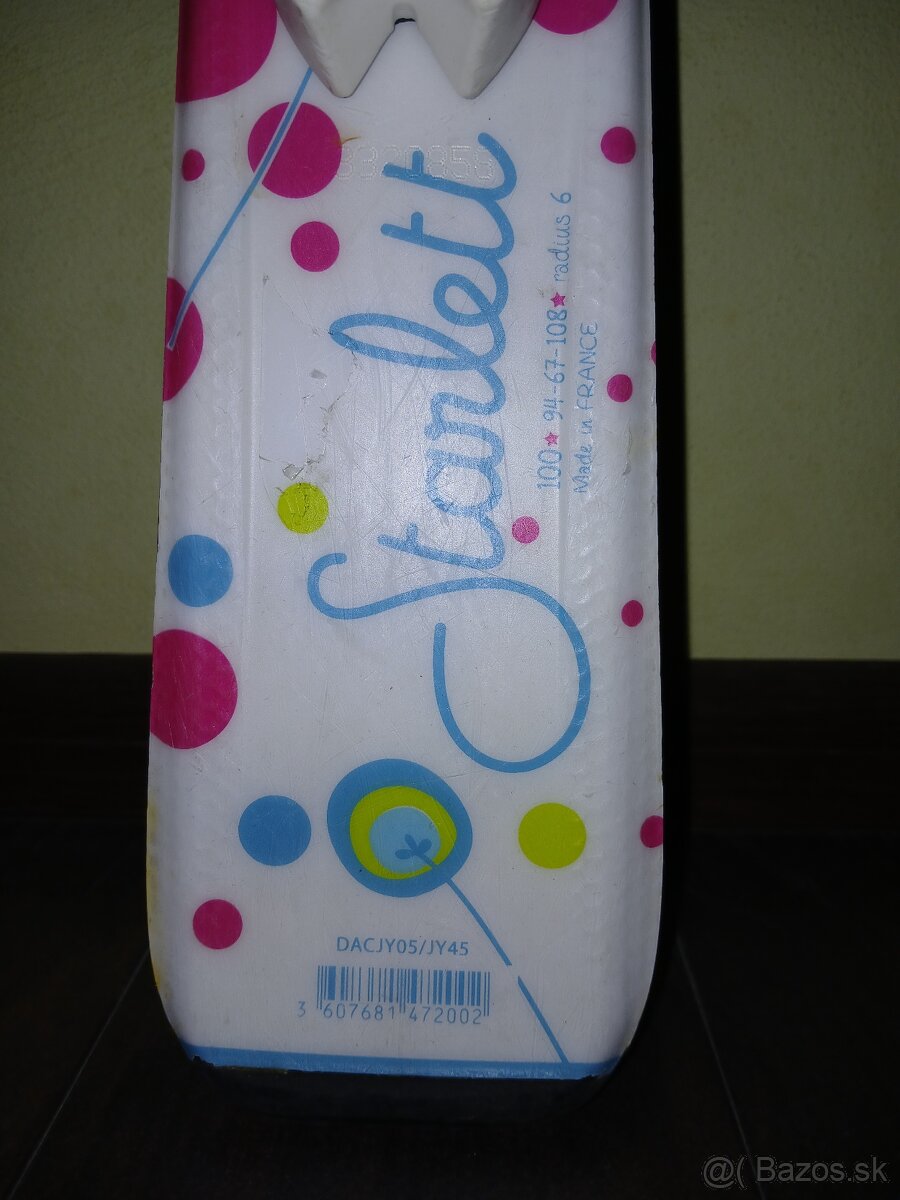 Starlett
100★ 94-67-108★ radius 6
Made in FRANCE
DACJY05/JY45
3 607681 472002
@( Bazos.sk